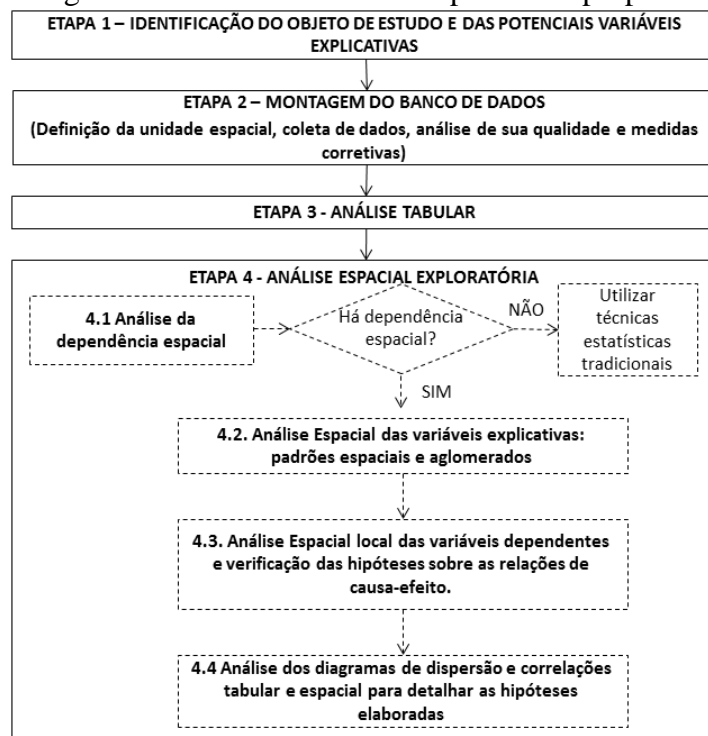 ETAPA 1 – IDENTIFICAÇÃO DO OBJETO DE ESTUDO E DAS POTENCIAIS VARIÁVEIS
EXPLICATIVAS
ETAPA 2 – MONTAGEM DO BANCO DE DADOS
(Definição da unidade espacial, coleta de dados, análise de sua qualidade e medidas
corretivas)
ETAPA 3 - ANÁLISE TABULAR
ETAPA 4 - ANÁLISE ESPACIAL EXPLORATÓRIA
4.1 Análise da
dependência espacial
Há dependência
espacial?
NÃO
Utilizar
técnicas
estatísticas
tradicionais
SIM
4.2. Análise Espacial das variáveis explicativas:
padrões espaciais e aglomerados
4.3. Análise Espacial local das variáveis dependentes
e verificação das hipóteses sobre as relações de
causa-efeito.
4.4 Análise dos diagramas de dispersão e correlações
tabular e espacial para detalhar as hipóteses
elaboradas